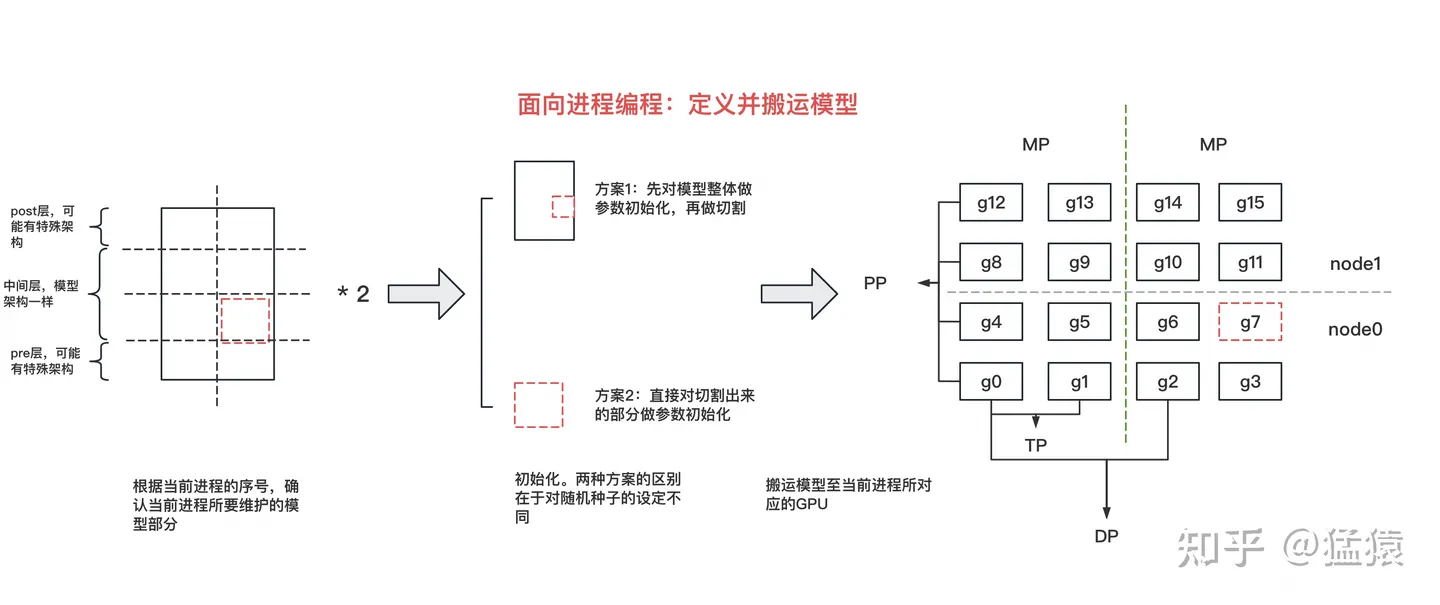 面向进程编程：定义并搬运模型
post层，可
能有特殊架
构
中间层，模型
架构一样
pre层，可能
有特殊架构
* 2
根据当前进程的序号，确
认当前进程所要维护的模
型部分
方案1：先对模型整体做
参数初始化，再做切割
方案2：直接对切割出来
的部分做参数初始化
初始化。两种方案的区别
在于对随机种子的设定不
同
搬运模型至当前进程所对
应的GPU
MP
MP
g12
g13
g14
g15
g8
g9
g10
g11
node1
PP
g4
g5
g6
g7
node0
g0
g1
g2
g3
TP
DP
知乎 @猛猿